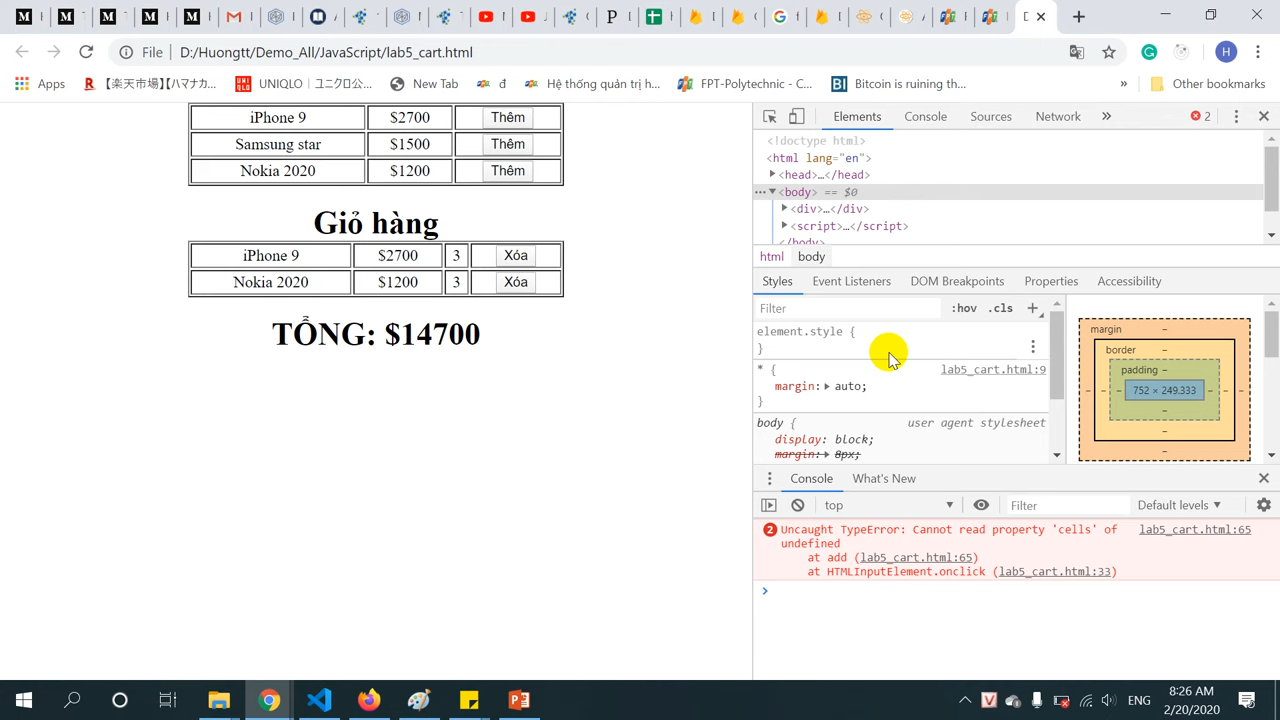 File D:/Huongtt/Demo_All/JavaScript/lab5_cart.html
Apps 【楽天市場】【ハマナカ... UNIQLO | ユニクロ公... New Tab đ Hệ thống quản trị h... FPT-Polytechnic - C... Bitcoin is ruining th... » Other bookmarks
iPhone 9 $2700 Thêm
Samsung star $1500 Thêm
Nokia 2020 $1200 Thêm
Giỏ hàng
iPhone 9 $2700 3 Xóa
Nokia 2020 $1200 3 Xóa
TỔNG: $14700
Elements Console Sources Network » 2
<!doctype html>
<html lang="en">
<head>…</head>
<body> == $0
<div>…</div>
<script>…</script>
</body>
html body
Styles Event Listeners DOM Breakpoints Properties Accessibility
Filter :hov .cls +
element.style {
}
* { lab5_cart.html:9
margin: auto;
}
body { user agent stylesheet
display: block;
margin: 8px;
margin –
border –
padding –
– – – 752 × 249.333 – – –
–
–
–
Console What's New
top Filter Default levels
2 Uncaught TypeError: Cannot read property 'cells' of lab5_cart.html:65
undefined
at add (lab5_cart.html:65)
at HTMLInputElement.onclick (lab5_cart.html:33)
ENG 8:26 AM
2/20/2020